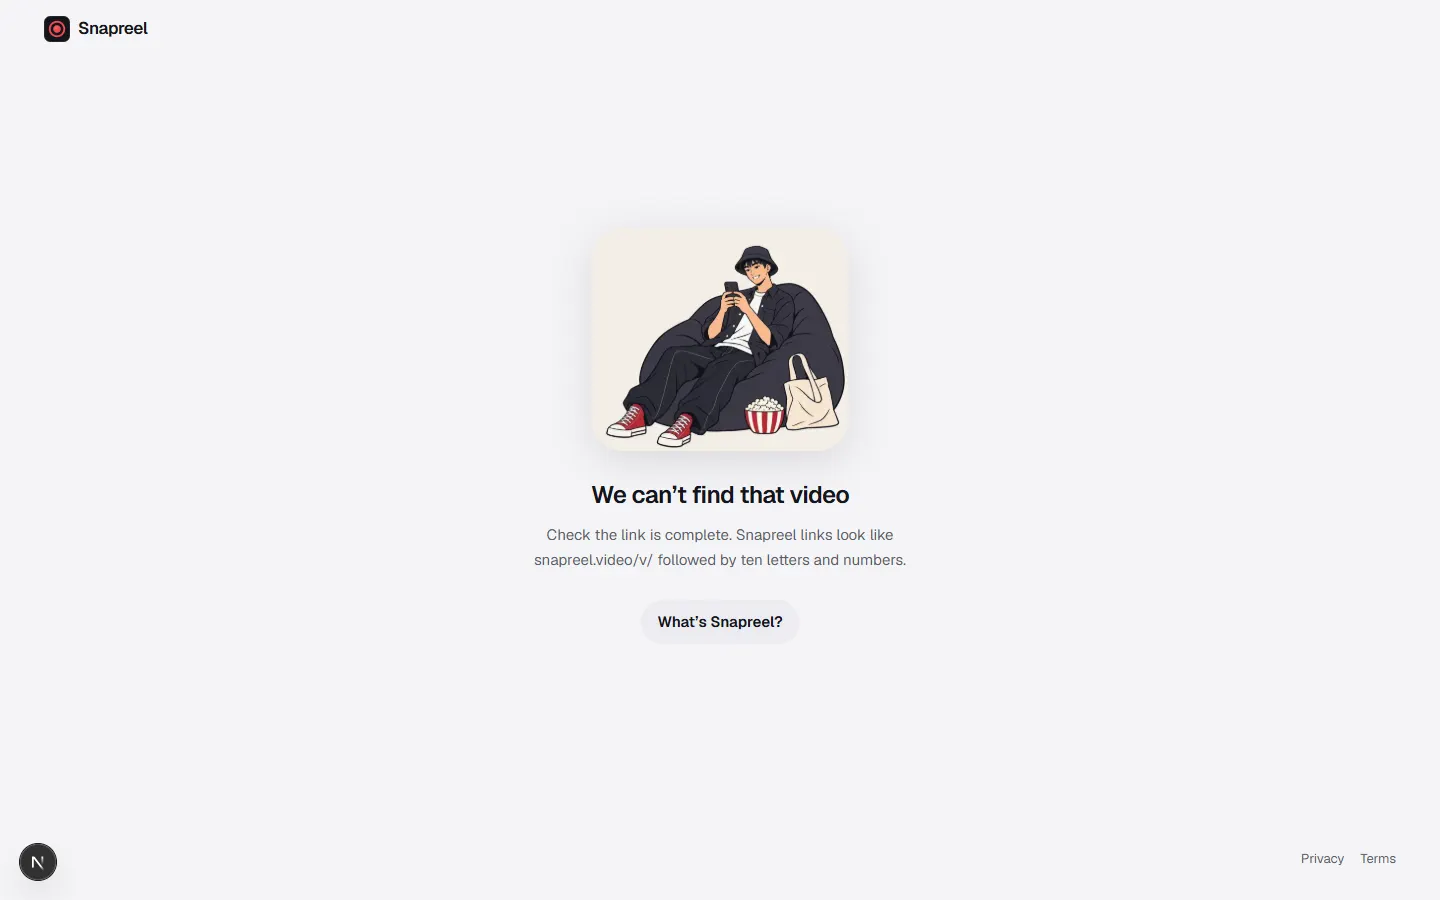 Snapreel
We can’t find that video
Check the link is complete. Snapreel links look like
snapreel.video/v/ followed by ten letters and numbers.
What’s Snapreel?
N
Privacy Terms